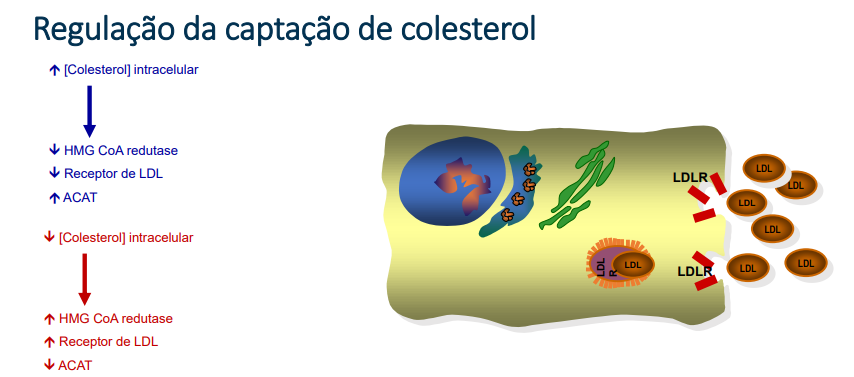 Regulação da captação de colesterol
↑ [Colesterol] intracelular
↓ HMG CoA redutase
↓ Receptor de LDL
↑ ACAT
↓ [Colesterol] intracelular
↑ HMG CoA redutase
↑ Receptor de LDL
↓ ACAT
LDLR
LDL
LDL
LDL
LDL
LDLR
LDL
LDL
LDLR
LDL